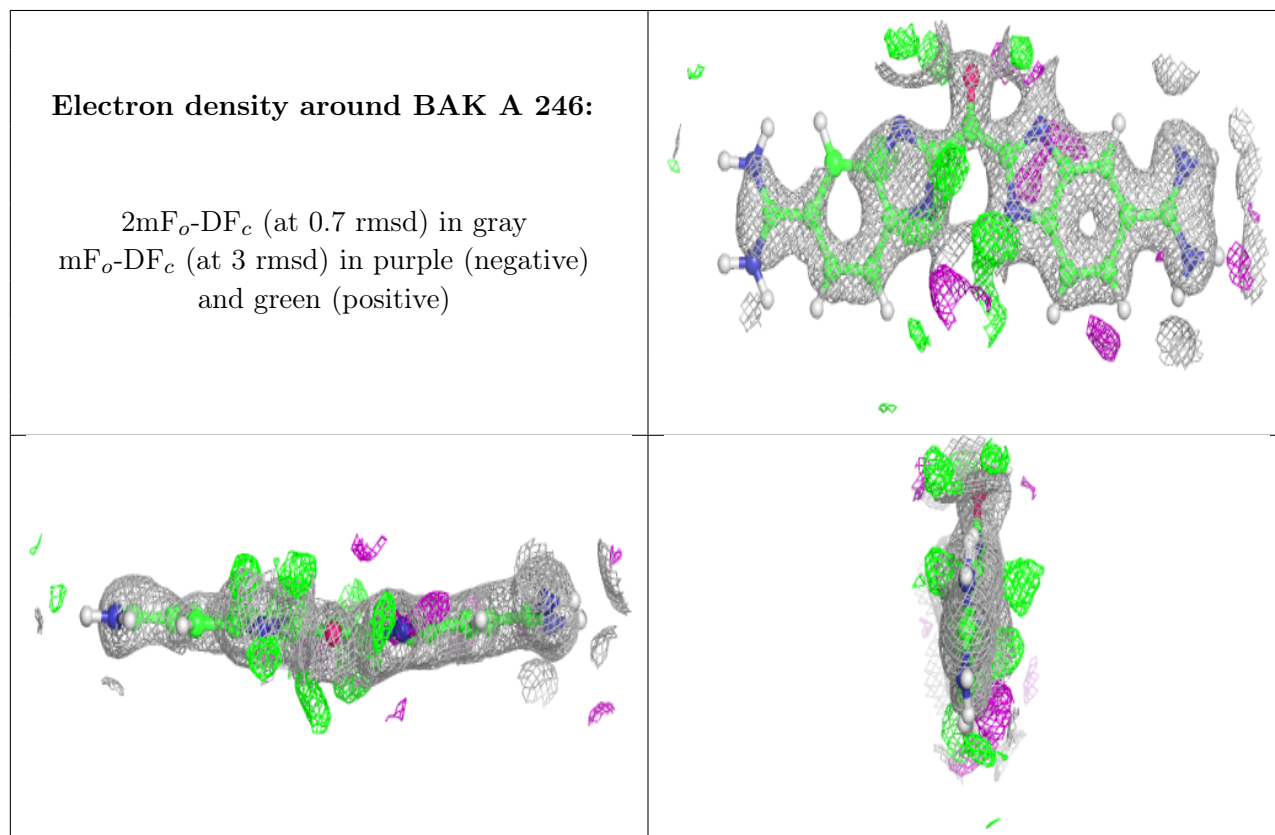 Electron density around BAK A 246:
2mFo-DFc (at 0.7 rmsd) in gray
mFo-DFc (at 3 rmsd) in purple (negative)
and green (positive)